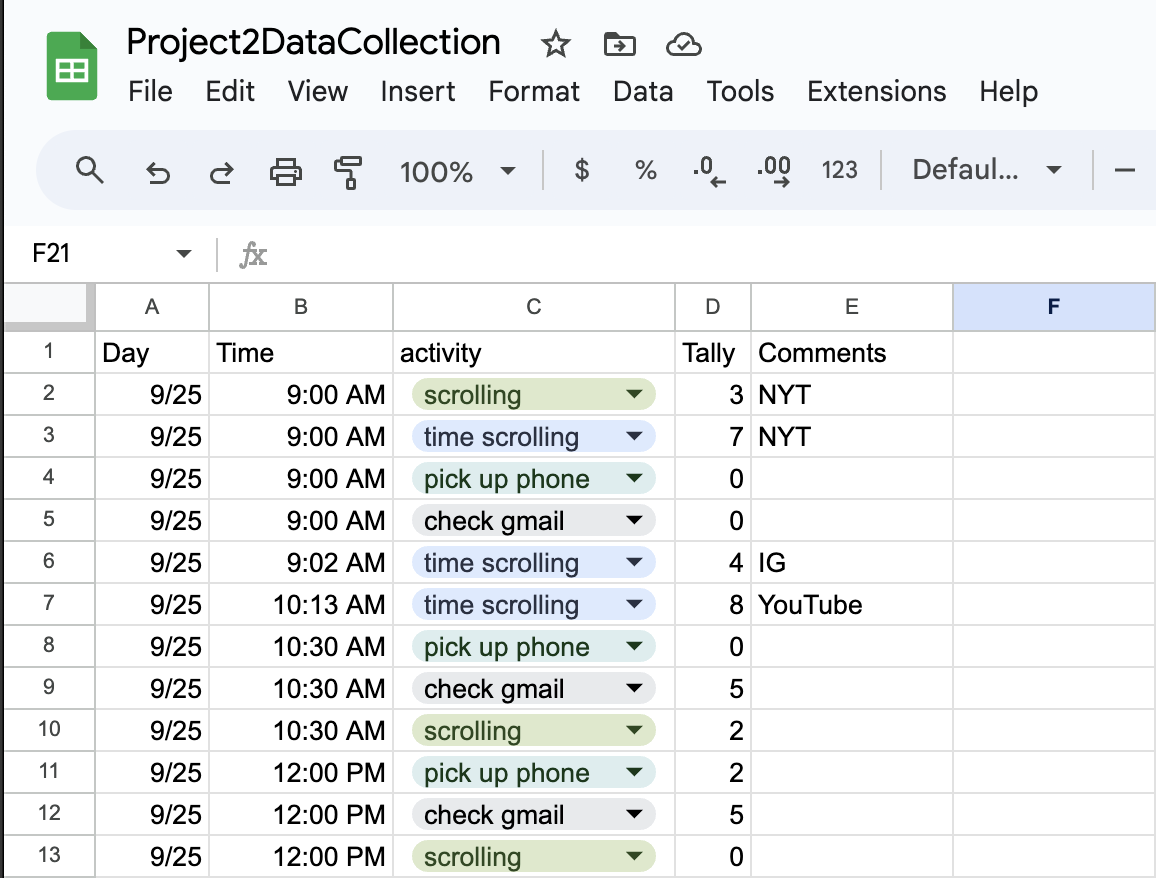 Project2DataCollection
File Edit View Insert Format Data Tools Extensions Help
100% $ % .0 .00 123 Defaul...
F21 fx
A B C D E F
1 Day Time activity Tally Comments
2 9/25 9:00 AM scrolling 3 NYT
3 9/25 9:00 AM time scrolling 7 NYT
4 9/25 9:00 AM pick up phone 0
5 9/25 9:00 AM check gmail 0
6 9/25 9:02 AM time scrolling 4 IG
7 9/25 10:13 AM time scrolling 8 YouTube
8 9/25 10:30 AM pick up phone 0
9 9/25 10:30 AM check gmail 5
10 9/25 10:30 AM scrolling 2
11 9/25 12:00 PM pick up phone 2
12 9/25 12:00 PM check gmail 5
13 9/25 12:00 PM scrolling 0